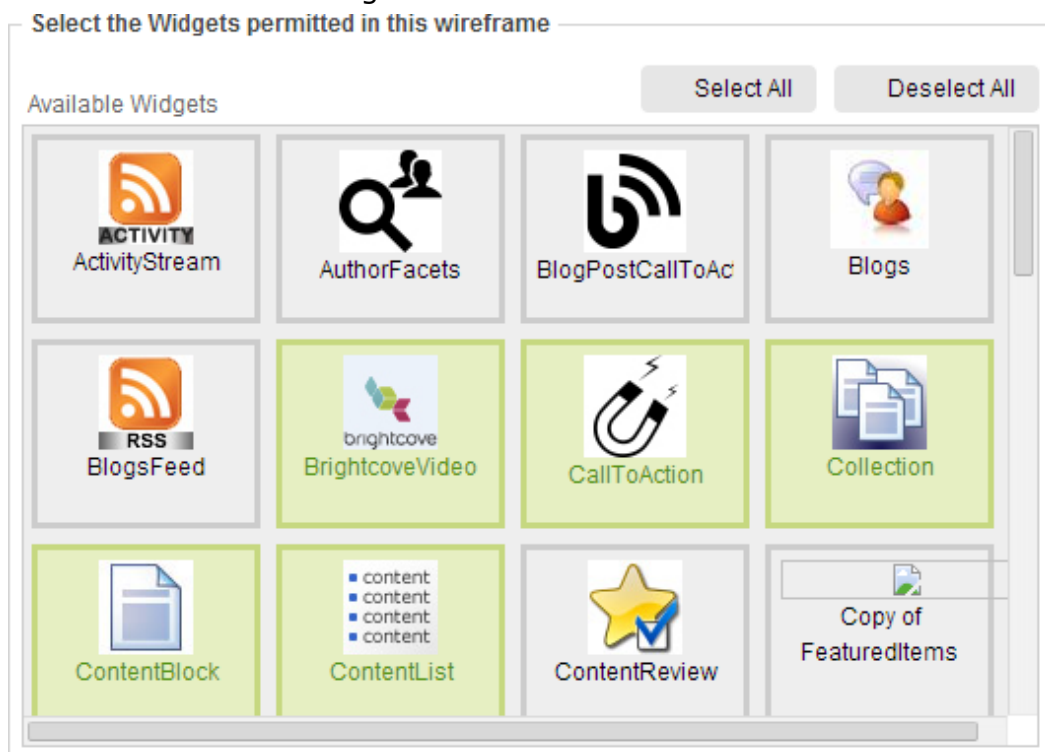 Select the Widgets permitted in this wireframe
Select All
Deselect All
Available Widgets
ACTIVITY
ActivityStream
AuthorFacets
BlogPostCallToAc
Blogs
RSS
BlogsFeed
brightcove
BrightcoveVideo
CallToAction
Collection
ContentBlock
content
content
content
content
ContentList
ContentReview
Copy of
FeaturedItems